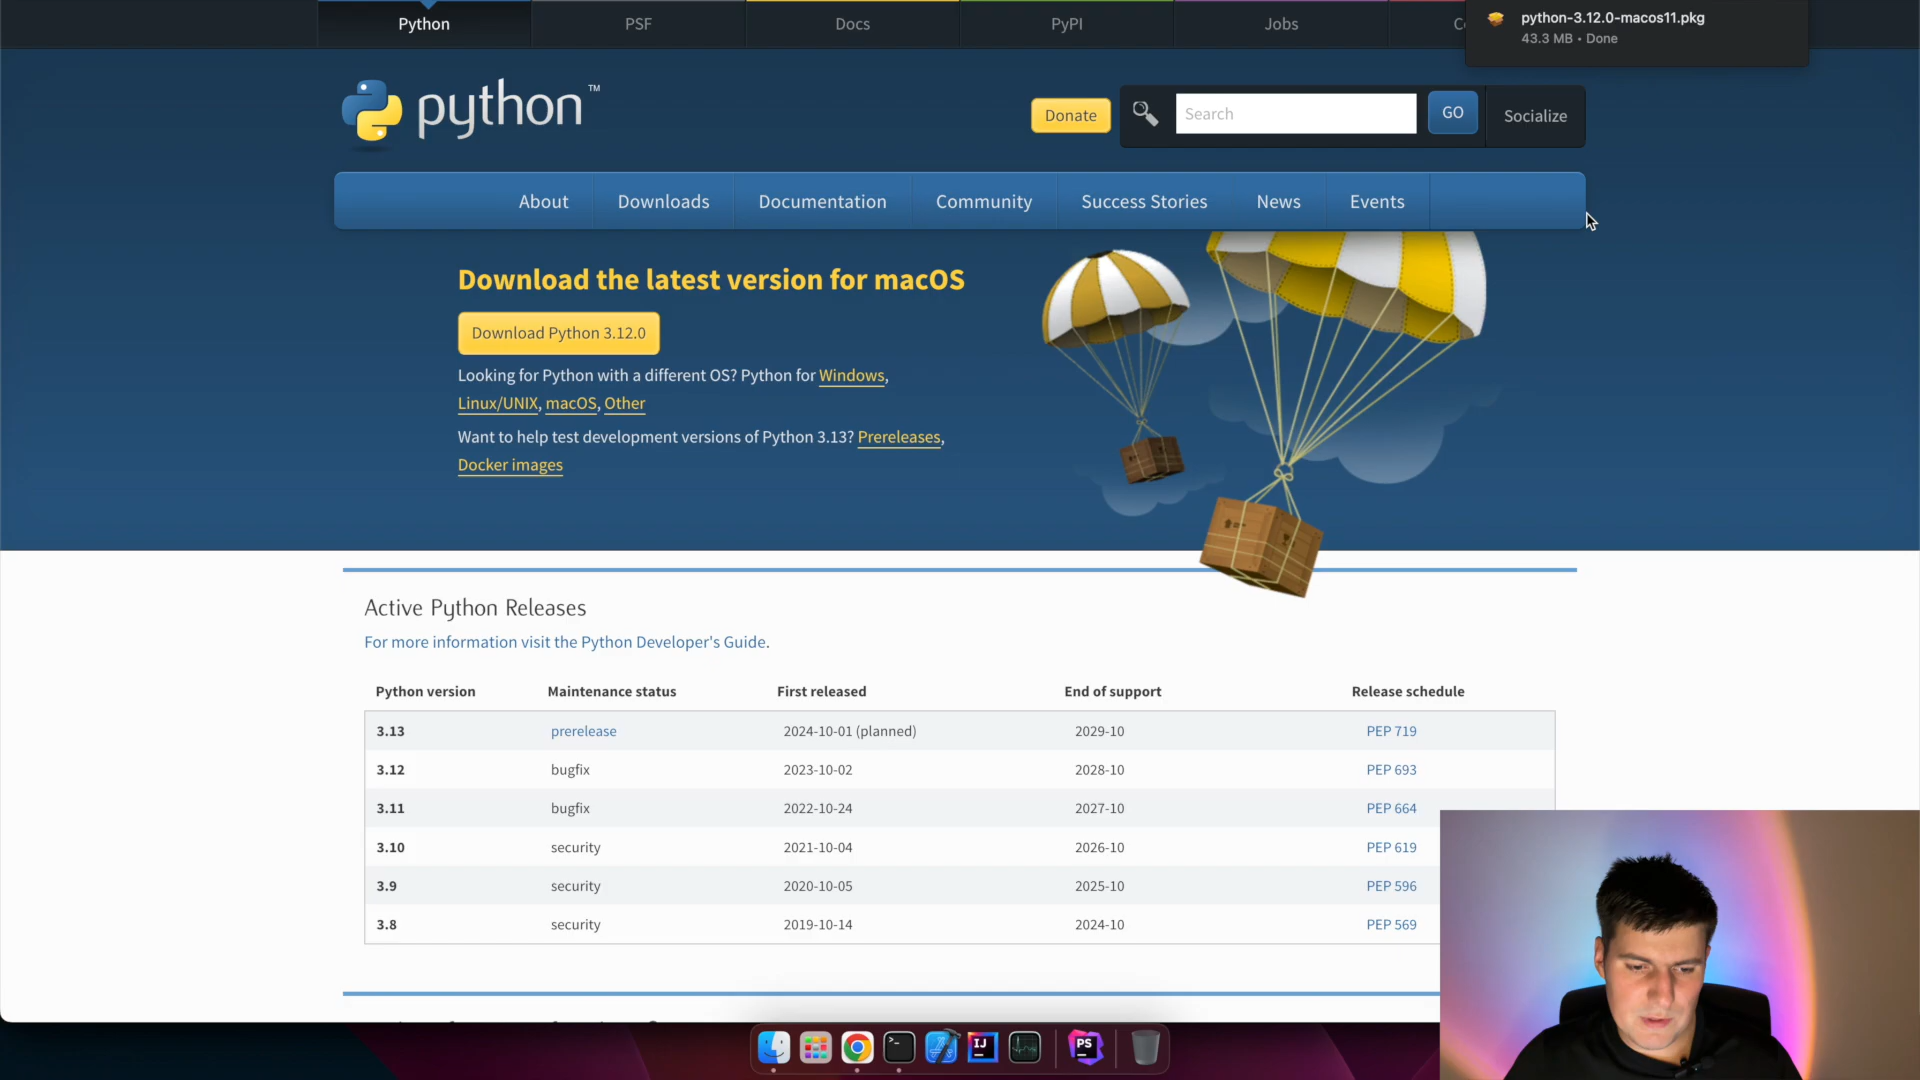 Python
PSF
Docs
PyPI
Jobs
python-3.12.0-macos11.pkg
43.3 MB • Done
python™
Donate
Search
GO
Socialize
About
Downloads
Documentation
Community
Success Stories
News
Events
Download the latest version for macOS
Download Python 3.12.0
Looking for Python with a different OS? Python for Windows,
Linux/UNIX, macOS, Other
Want to help test development versions of Python 3.13? Prereleases,
Docker images
Active Python Releases
For more information visit the Python Developer's Guide.
Python version Maintenance status First released End of support Release schedule
3.13 prerelease 2024-10-01 (planned) 2029-10 PEP 719
3.12 bugfix 2023-10-02 2028-10 PEP 693
3.11 bugfix 2022-10-24 2027-10 PEP 664
3.10 security 2021-10-04 2026-10 PEP 619
3.9 security 2020-10-05 2025-10 PEP 596
3.8 security 2019-10-14 2024-10 PEP 569
IJ
PS